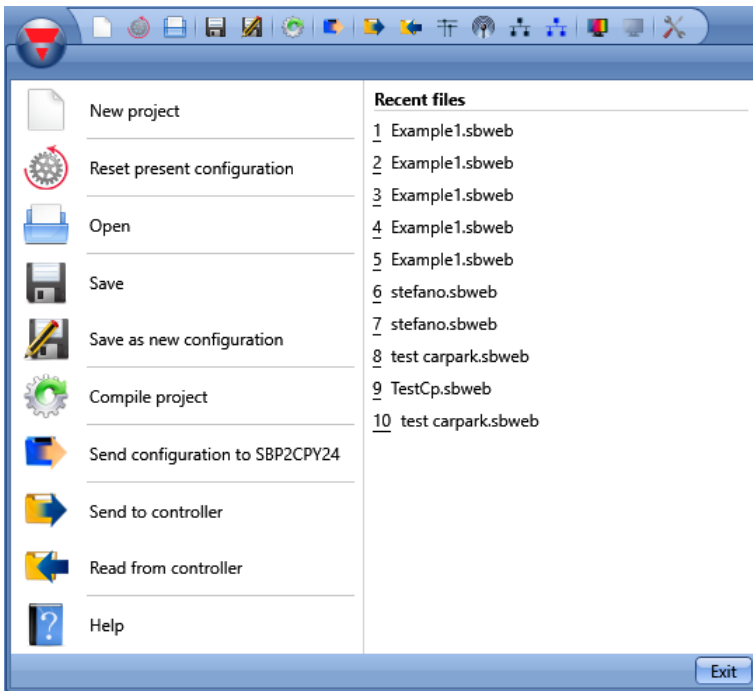 New project
Reset present configuration
Open
Save
Save as new configuration
Compile project
Send configuration to SBP2CPY24
Send to controller
Read from controller
Help
Recent files
1 Example1.sbweb
2 Example1.sbweb
3 Example1.sbweb
4 Example1.sbweb
5 Example1.sbweb
6 stefano.sbweb
7 stefano.sbweb
8 test carpark.sbweb
9 TestCp.sbweb
10 test carpark.sbweb
Exit